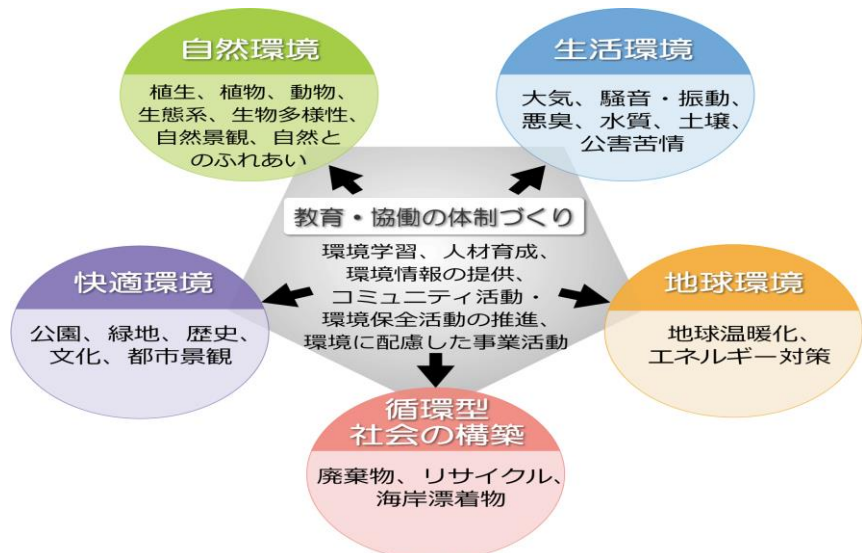 自然環境
植生、植物、動物、
生態系、生物多様性、
自然景観、自然と
のふれあい
生活環境
大気、騒音・振動、
悪臭、水質、土壌、
公害苦情
教育・協働の体制づくり
環境学習、人材育成、
環境情報の提供、
コミュニティ活動・
環境保全活動の推進、
環境に配慮した事業活動
快適環境
公園、緑地、歴史、
文化、都市景観
地球環境
地球温暖化、
エネルギー対策
循環型
社会の構築
廃棄物、リサイクル、
海岸漂着物